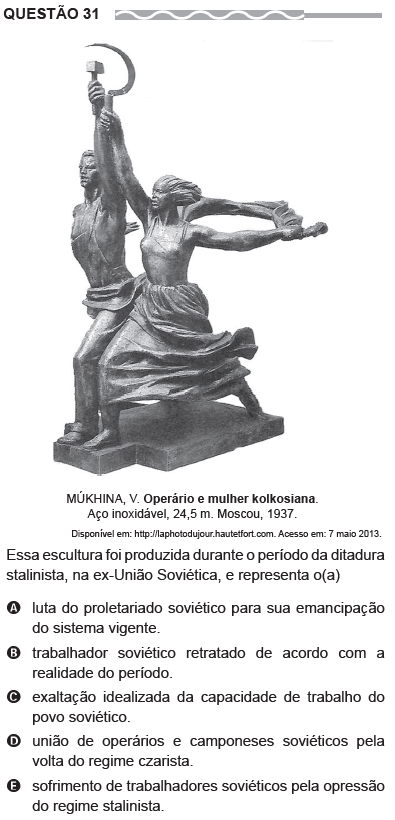 QUESTÃO 31
MÚKHINA, V. Operário e mulher kolkosiana.
Aço inoxidável, 24,5 m. Moscou, 1937.
Disponível em: http://laphotodujour.hautetfort.com. Acesso em: 7 maio 2013.
Essa escultura foi produzida durante o período da ditadura
stalinista, na ex-União Soviética, e representa o(a)
A luta do proletariado soviético para sua emancipação
do sistema vigente.
B trabalhador soviético retratado de acordo com a
realidade do período.
C exaltação idealizada da capacidade de trabalho do
povo soviético.
D união de operários e camponeses soviéticos pela
volta do regime czarista.
E sofrimento de trabalhadores soviéticos pela opressão
do regime stalinista.